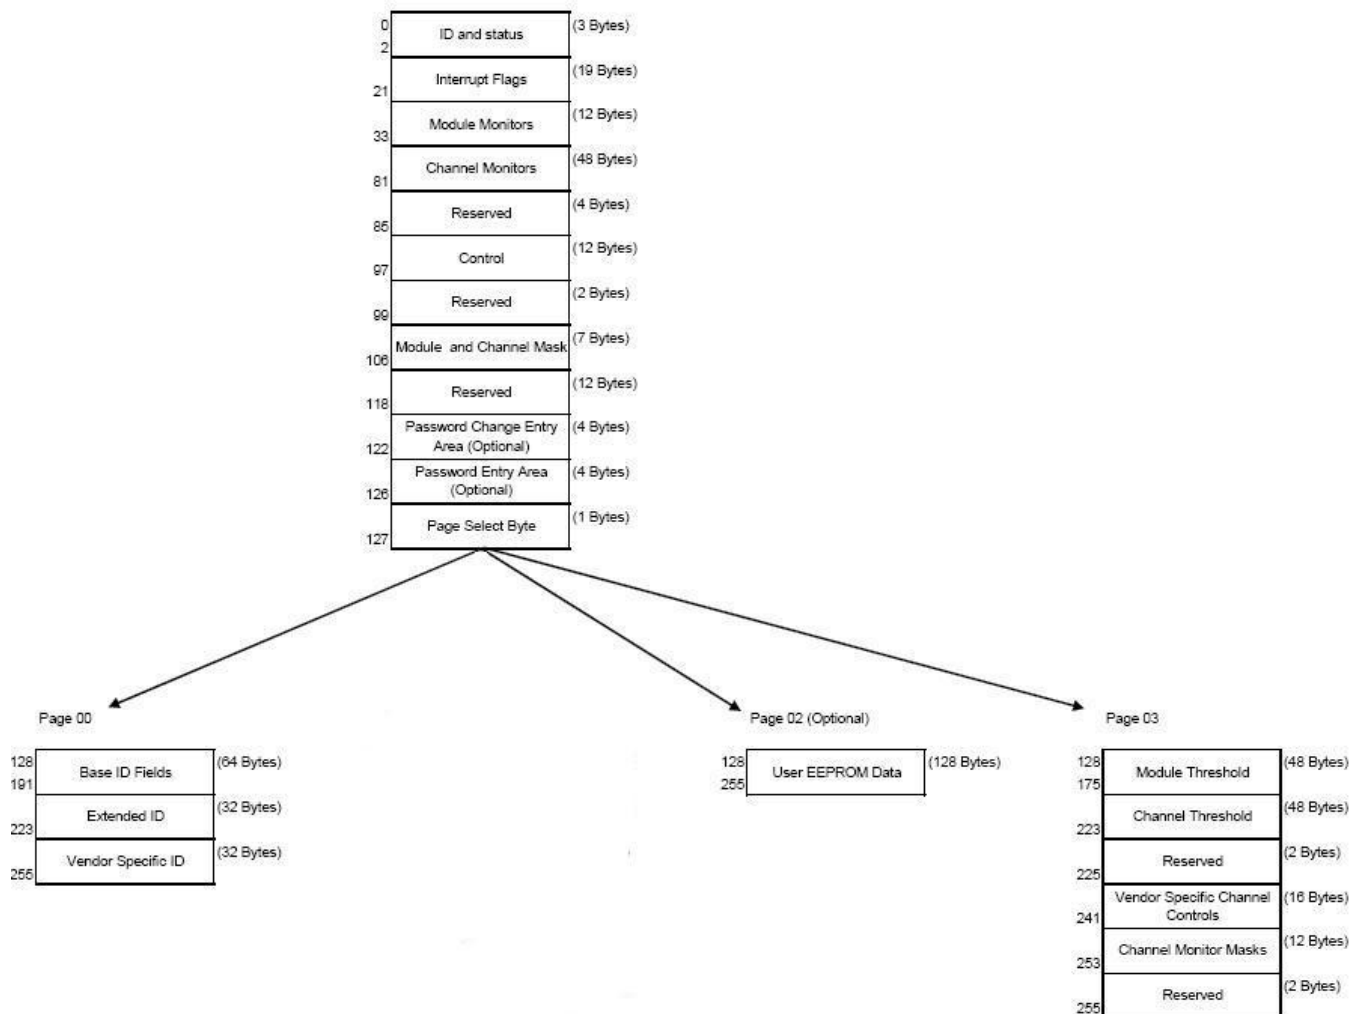 0 ID and status (3 Bytes)
2
Interrupt Flags (19 Bytes)
21
Module Monitors (12 Bytes)
33
Channel Monitors (48 Bytes)
81
Reserved (4 Bytes)
85
Control (12 Bytes)
97
Reserved (2 Bytes)
99
Module and Channel Mask (7 Bytes)
106
Reserved (12 Bytes)
118
Password Change Entry (4 Bytes)
Area (Optional)
122
Password Entry Area (4 Bytes)
(Optional)
126
Page Select Byte (1 Bytes)
127
Page 00
128 Base ID Fields (64 Bytes)
191
Extended ID (32 Bytes)
223
Vendor Specific ID (32 Bytes)
255
Page 02 (Optional)
128 User EEPROM Data (128 Bytes)
255
Page 03
128 Module Threshold (48 Bytes)
175
Channel Threshold (48 Bytes)
223
Reserved (2 Bytes)
225
Vendor Specific Channel (16 Bytes)
Controls
241
Channel Monitor Masks (12 Bytes)
253
Reserved (2 Bytes)
255